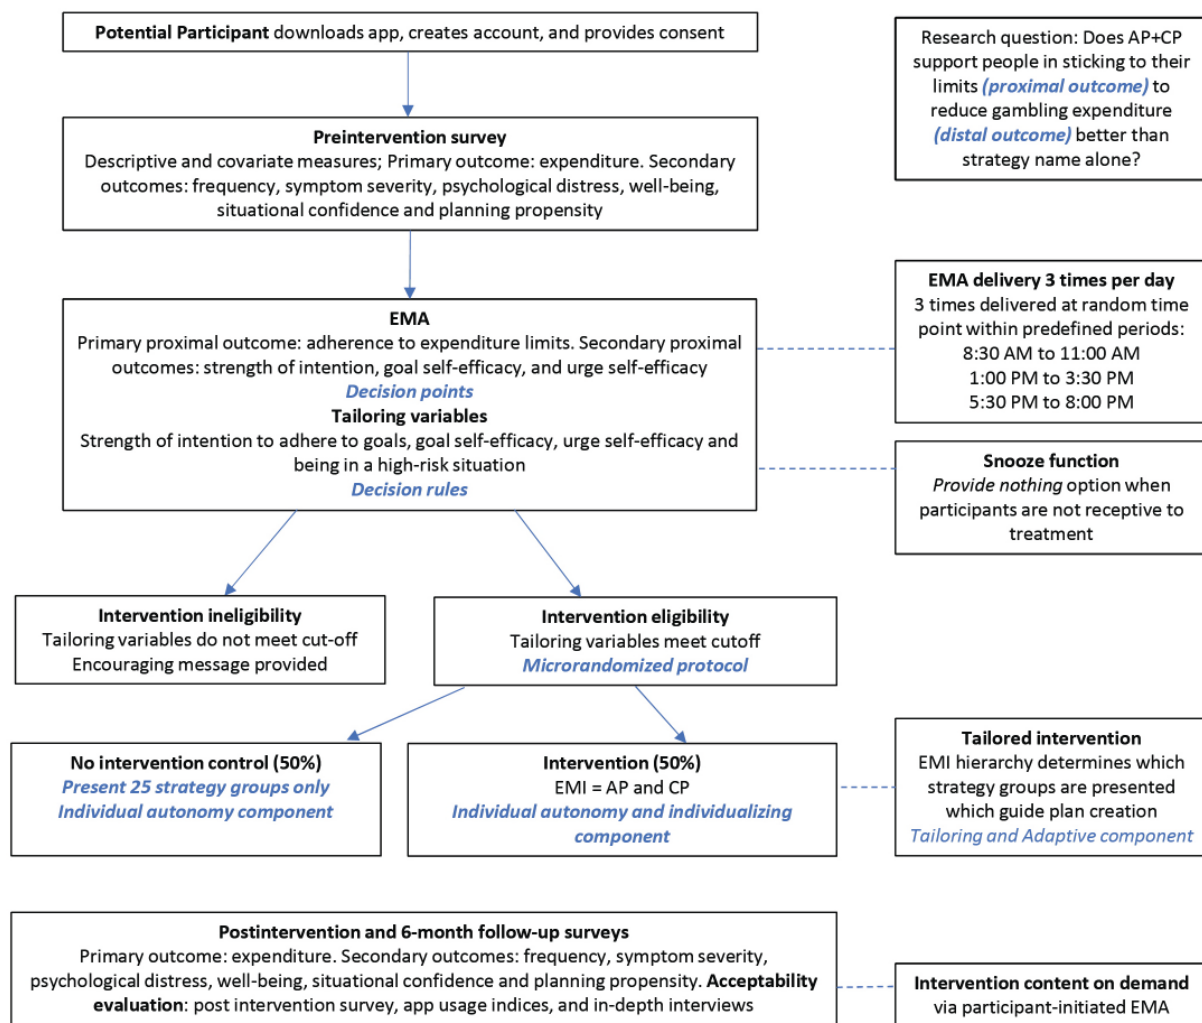 Potential Participant downloads app, creates account, and provides consent
Research question: Does AP+CP
support people in sticking to their
limits (proximal outcome) to
reduce gambling expenditure
(distal outcome) better than
strategy name alone?
Preintervention survey
Descriptive and covariate measures; Primary outcome: expenditure. Secondary
outcomes: frequency, symptom severity, psychological distress, well-being,
situational confidence and planning propensity
EMA
Primary proximal outcome: adherence to expenditure limits. Secondary proximal
outcomes: strength of intention, goal self-efficacy, and urge self-efficacy
Decision points
Tailoring variables
Strength of intention to adhere to goals, goal self-efficacy, urge self-efficacy and
being in a high-risk situation
Decision rules
EMA delivery 3 times per day
3 times delivered at random time
point within predefined periods:
8:30 AM to 11:00 AM
1:00 PM to 3:30 PM
5:30 PM to 8:00 PM
Snooze function
Provide nothing option when
participants are not receptive to
treatment
Intervention ineligibility
Tailoring variables do not meet cut-off
Encouraging message provided
Intervention eligibility
Tailoring variables meet cutoff
Microrandomized protocol
No intervention control (50%)
Present 25 strategy groups only
Individual autonomy component
Intervention (50%)
EMI = AP and CP
Individual autonomy and individualizing
component
Tailored intervention
EMI hierarchy determines which
strategy groups are presented
which guide plan creation
Tailoring and Adaptive component
Postintervention and 6-month follow-up surveys
Primary outcome: expenditure. Secondary outcomes: frequency, symptom severity,
psychological distress, well-being, situational confidence and planning propensity. Acceptability
evaluation: post intervention survey, app usage indices, and in-depth interviews
Intervention content on demand
via participant-initiated EMA